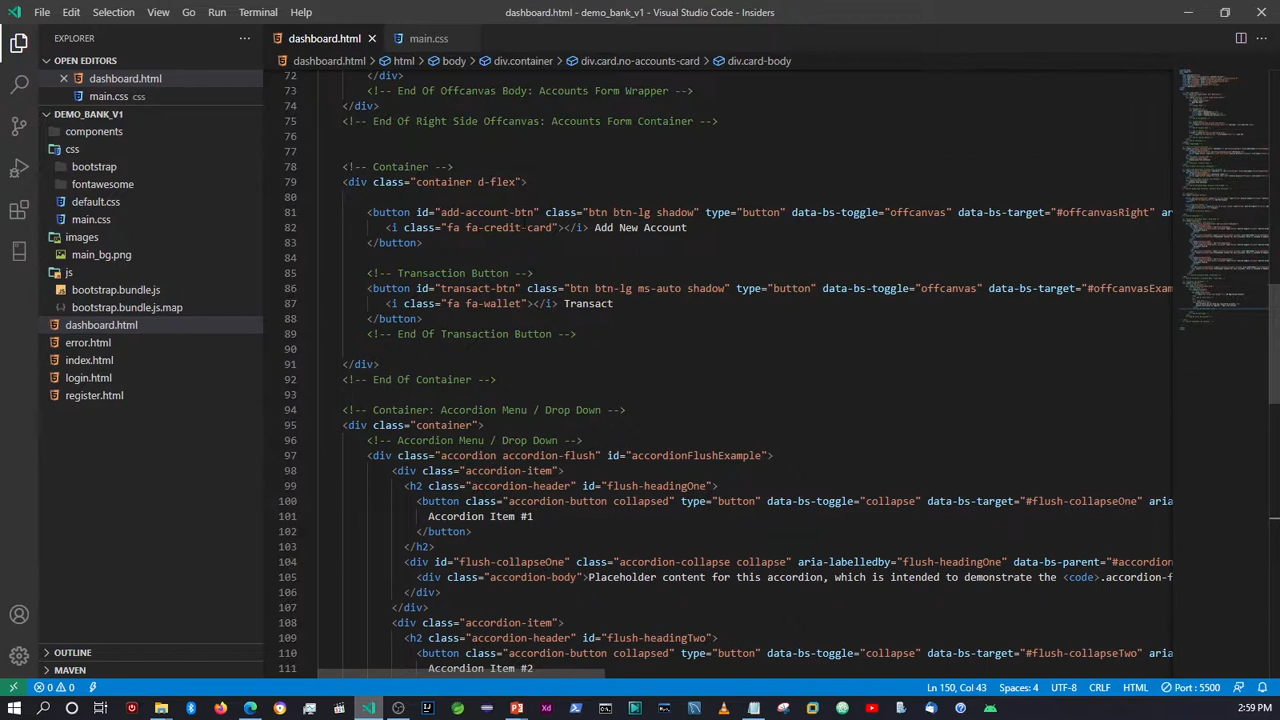 File Edit Selection View Go Run Terminal Help
dashboard.html - demo_bank_v1 - Visual Studio Code - Insiders
EXPLORER
OPEN EDITORS
dashboard.html
main.css css
DEMO_BANK_V1
components
css
bootstrap
fontawesome
default.css
main.css
images
main_bg.png
js
bootstrap.bundle.js
bootstrap.bundle.js.map
dashboard.html
error.html
index.html
login.html
register.html
OUTLINE
MAVEN
dashboard.html main.css
dashboard.html > html > body > div.container > div.card.no-accounts-card > div.card-body
72 </div>
73 <!-- End Of Offcanvas Body: Accounts Form Wrapper -->
74 </div>
75 <!-- End Of Right Side Offcanvas: Accounts Form Container -->
76
77
78 <!-- Container -->
79 <div class="container d-flex">
80
81 <button id="add-account- class="btn btn-lg shadow" type="button" data-bs-toggle="offcanvas" data-bs-target="#offcanvasRight" ar
82 <i class="fa fa- card"></i> Add New Account
83 </button>
84
85 <!-- Transaction Button -->
86 <button id="transact-btn" class="btn btn-lg ms-auto shadow" type="button" data-bs-toggle="offcanvas" data-bs-target="#offcanvasExam
87 <i class="fa fa-wallet"></i> Transact
88 </button>
89 <!-- End Of Transaction Button -->
90
91 </div>
92 <!-- End Of Container -->
93
94 <!-- Container: Accordion Menu / Drop Down -->
95 <div class="container">
96 <!-- Accordion Menu / Drop Down -->
97 <div class="accordion accordion-flush" id="accordionFlushExample">
98 <div class="accordion-item">
99 <h2 class="accordion-header" id="flush-headingOne">
100 <button class="accordion-button collapsed" type="button" data-bs-toggle="collapse" data-bs-target="#flush-collapseOne" aria
101 Accordion Item #1
102 </button>
103 </h2>
104 <div id="flush-collapseOne" class="accordion-collapse collapse" aria-labelledby="flush-headingOne" data-bs-parent="#accordion
105 <div class="accordion-body">Placeholder content for this accordion, which is intended to demonstrate the <code>.accordion-f
106 </div>
107 </div>
108 <div class="accordion-item">
109 <h2 class="accordion-header" id="flush-headingTwo">
110 <button class="accordion-button collapsed" type="button" data-bs-toggle="collapse" data-bs-target="#flush-collapseTwo" aria
111 Accordion Item #2
0 0 Ln 150, Col 43 Spaces: 4 UTF-8 CRLF HTML Port : 5500
2:59 PM